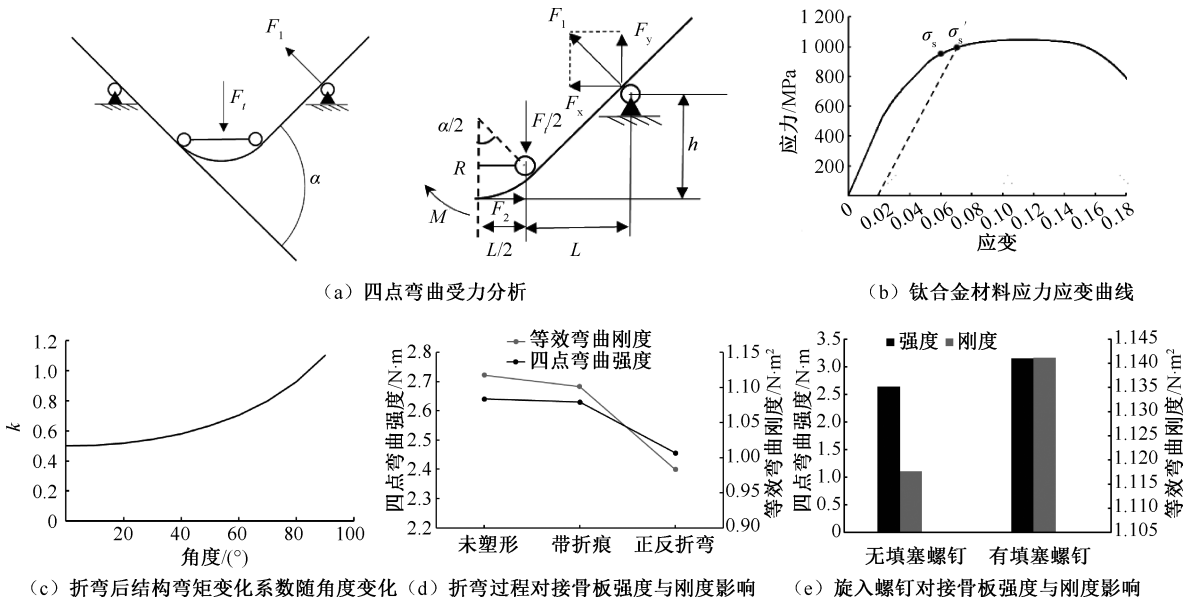 F1
Ft
α
F1
Fy
Fx
Ft/2
α/2
R
h
M
F2
L/2
L
（a）四点弯曲受力分析
应力/MPa
1 200
1 000
800
600
400
200
0
0.02
0.04
0.06
0.08
0.10
0.12
0.14
0.16
0.18
σs
σs′
应变
（b）钛合金材料应力应变曲线
k
1.2
1.0
0.8
0.6
0.4
0.2
0
20
40
60
80
100
角度/(°)
（c）折弯后结构弯矩变化系数随角度变化
等效弯曲刚度
四点弯曲强度
四点弯曲强度/N·m
2.8
2.7
2.6
2.5
2.4
2.3
2.2
1.15
1.10
1.05
1.00
0.95
0.90
等效弯曲刚度/N·m²
未塑形
带折痕
正反折弯
（d）折弯过程对接骨板强度与刚度影响
强度
刚度
四点弯曲强度/N·m
3.5
3.0
2.5
2.0
1.5
1.0
0.5
0
1.145
1.140
1.135
1.130
1.125
1.120
1.115
1.110
1.105
等效弯曲刚度/N·m²
无填塞螺钉
有填塞螺钉
（e）旋入螺钉对接骨板强度与刚度影响